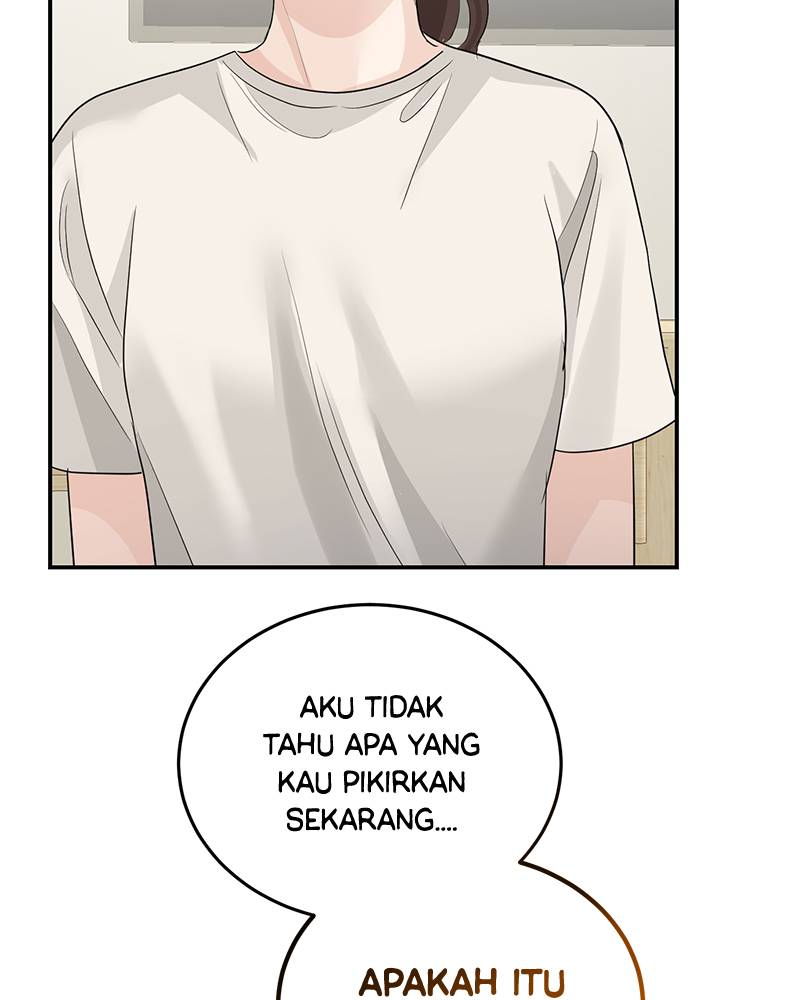 AKU TIDAK
TAHU APA YANG
KAU PIKIRKAN
SEKARANG....
APAKAH ITU